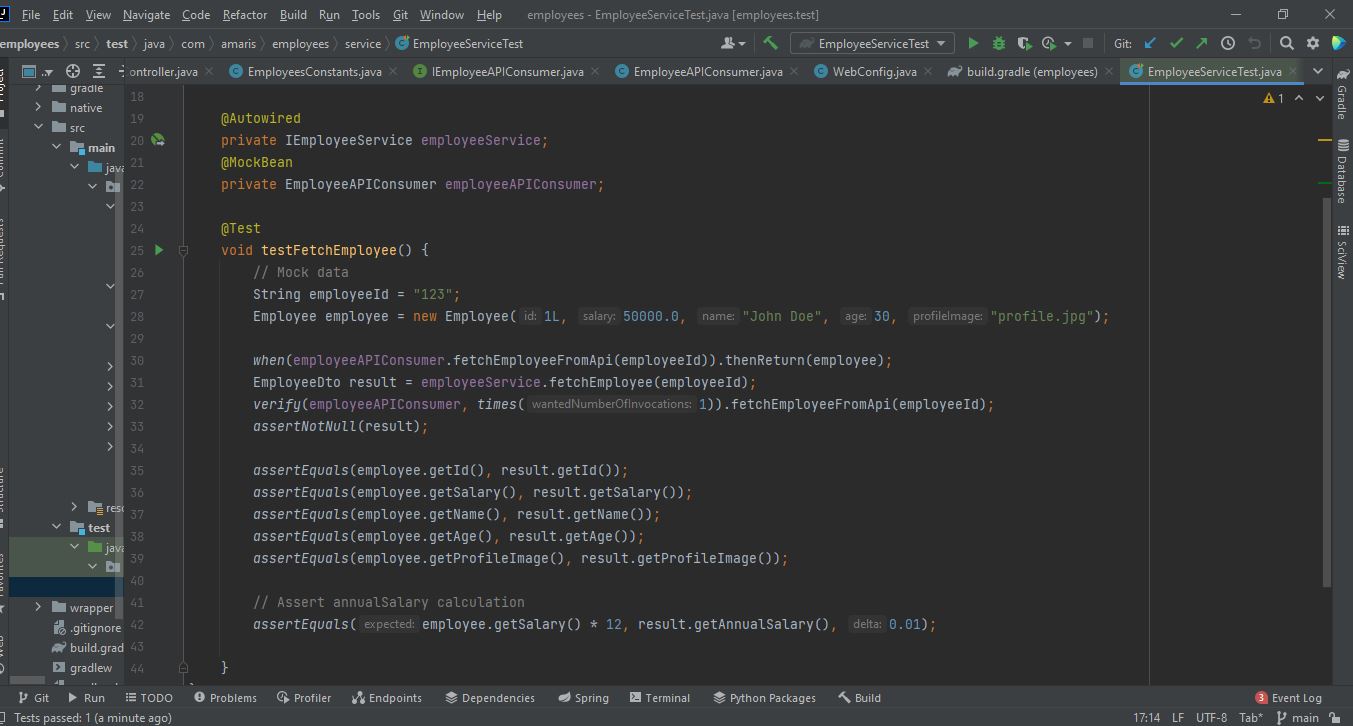 File Edit View Navigate Code Refactor Build Run Tools Git Window Help employees - EmployeeServiceTest.java [employees.test]
employees src test java com amaris employees service EmployeeServiceTest EmployeeServiceTest Git:
ontroller.java EmployeesConstants.java IEmployeeAPIConsumer.java EmployeeAPIConsumer.java WebConfig.java build.gradle (employees) EmployeeServiceTest.java
gradle
native
src
main
java
resc
test
java
wrapper
.gitignore
build.grad
gradlew
18
19 @Autowired
20 private IEmployeeService employeeService;
21 @MockBean
22 private EmployeeAPIConsumer employeeAPIConsumer;
23
24 @Test
25 void testFetchEmployee() {
26 // Mock data
27 String employeeId = "123";
28 Employee employee = new Employee( id: 1L, salary: 50000.0, name: "John Doe", age: 30, profileImage: "profile.jpg");
29
30 when(employeeAPIConsumer.fetchEmployeeFromApi(employeeId)).thenReturn(employee);
31 EmployeeDto result = employeeService.fetchEmployee(employeeId);
32 verify(employeeAPIConsumer, times( wantedNumberOfInvocations: 1)).fetchEmployeeFromApi(employeeId);
33 assertNotNull(result);
34
35 assertEquals(employee.getId(), result.getId());
36 assertEquals(employee.getSalary(), result.getSalary());
37 assertEquals(employee.getName(), result.getName());
38 assertEquals(employee.getAge(), result.getAge());
39 assertEquals(employee.getProfileImage(), result.getProfileImage());
40
41 // Assert annualSalary calculation
42 assertEquals( expected: employee.getSalary() * 12, result.getAnnualSalary(), delta: 0.01);
43
44 }
1
Gradle
Database
SciView
Git Run TODO Problems Profiler Endpoints Dependencies Spring Terminal Python Packages Build 3 Event Log
Tests passed: 1 (a minute ago) 17:14 LF UTF-8 Tab* main